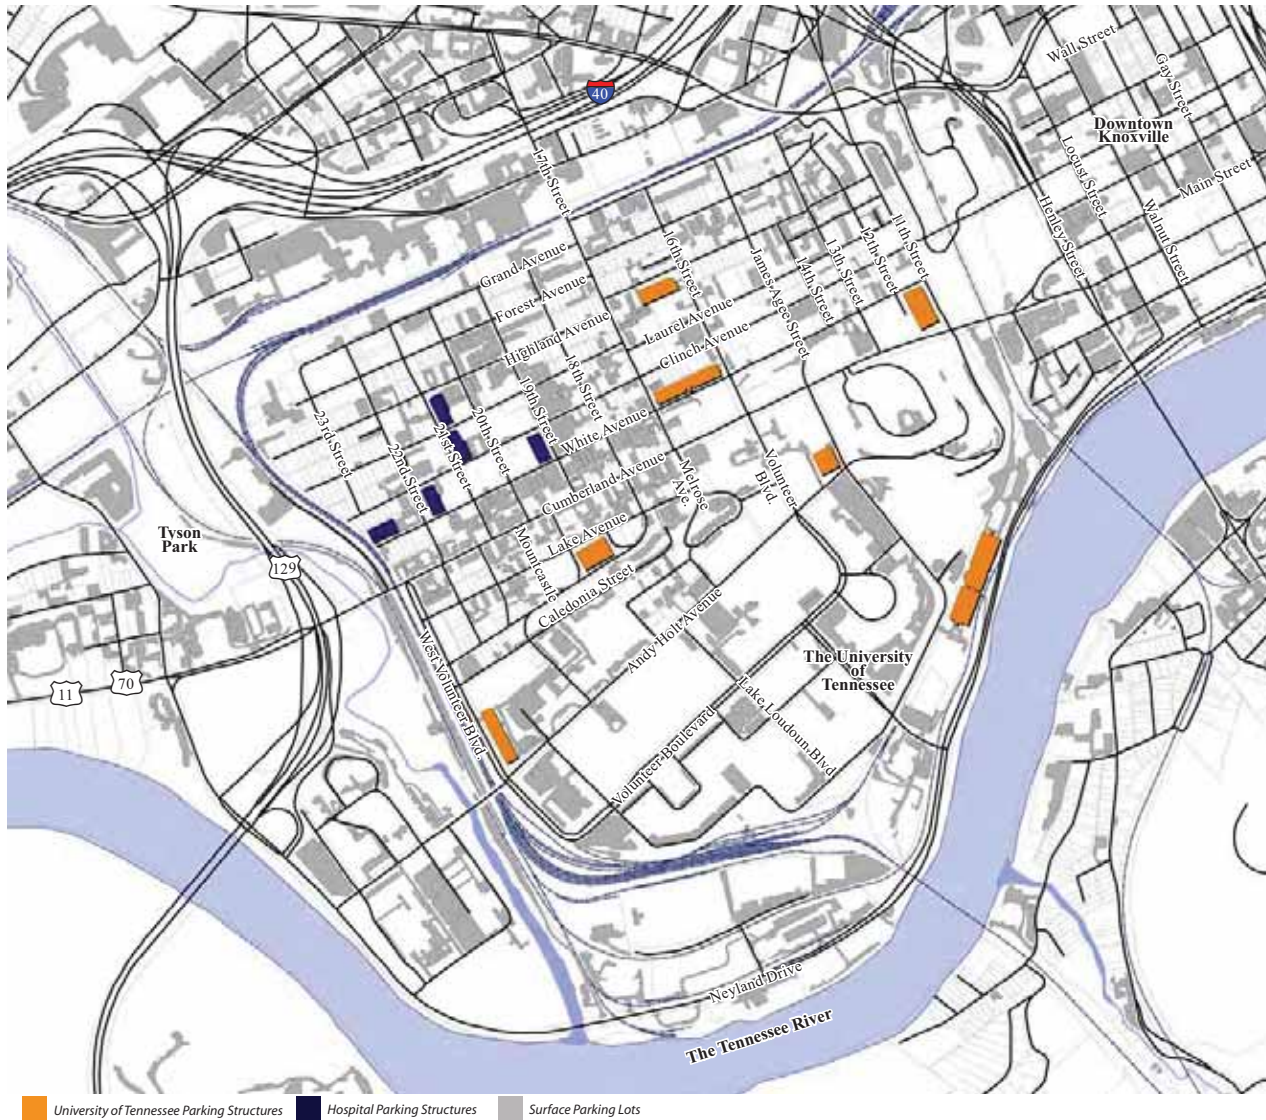 Wall Street
Gay Street
40
Downtown
Knoxville
17th Street
Locust Street
Main Street
Henley Street
Walnut Street
11th Street
12th Street
13th Street
14th Street
16th Street
James Agee Street
Grand Avenue
Forest Avenue
Highland Avenue
Laurel Avenue
Clinch Avenue
18th Street
19th Street
20th Street
21st Street
22nd Street
23rd Street
White Avenue
Cumberland Avenue
Melrose
Ave.
Volunteer
Blvd.
Lake Avenue
Mountcastle
Caledonia Street
Tyson
Park
129
Andy Holt Avenue
West Volunteer Blvd.
The University
of
Tennessee
11
70
Lake Loudoun Blvd
Volunteer Boulevard
Neyland Drive
The Tennessee River
University of Tennessee Parking Structures
Hospital Parking Structures
Surface Parking Lots